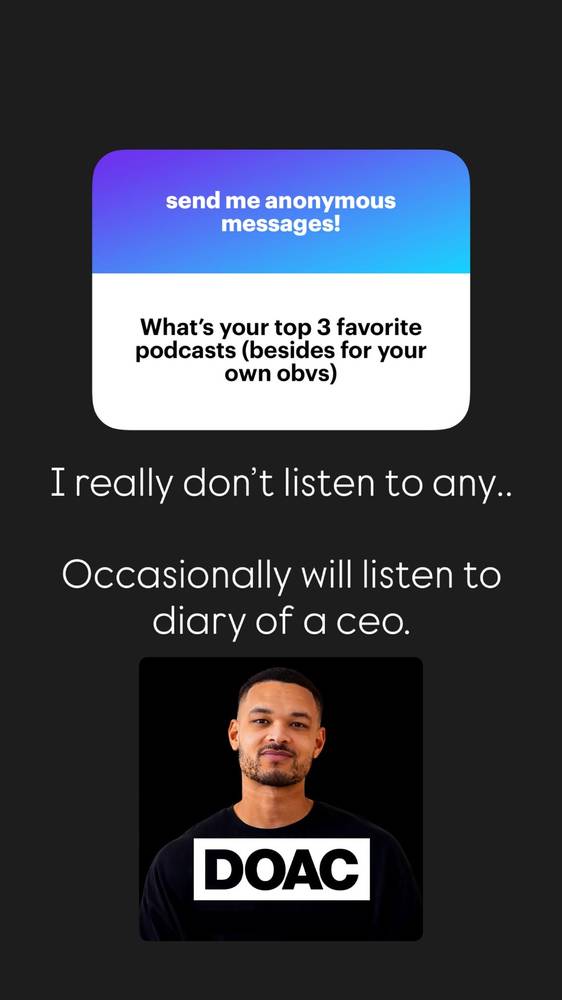 send me anonymous
messages!
What’s your top 3 favorite
podcasts (besides for your
own obvs)
I really don’t listen to any..
Occasionally will listen to
diary of a ceo.
DOAC